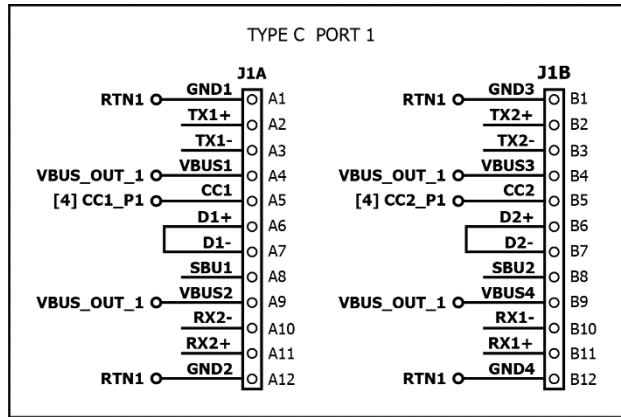 TYPE C PORT 1
J1A J1B
RTN1 GND1 A1 RTN1 GND3 B1
TX1+ A2 TX2+ B2
TX1- A3 TX2- B3
VBUS_OUT_1 VBUS1 A4 VBUS_OUT_1 VBUS3 B4
[4] CC1_P1 CC1 A5 [4] CC2_P1 CC2 B5
D1+ A6 D2+ B6
D1- A7 D2- B7
SBU1 A8 SBU2 B8
VBUS_OUT_1 VBUS2 A9 VBUS_OUT_1 VBUS4 B9
RX2- A10 RX1- B10
RX2+ A11 RX1+ B11
RTN1 GND2 A12 RTN1 GND4 B12